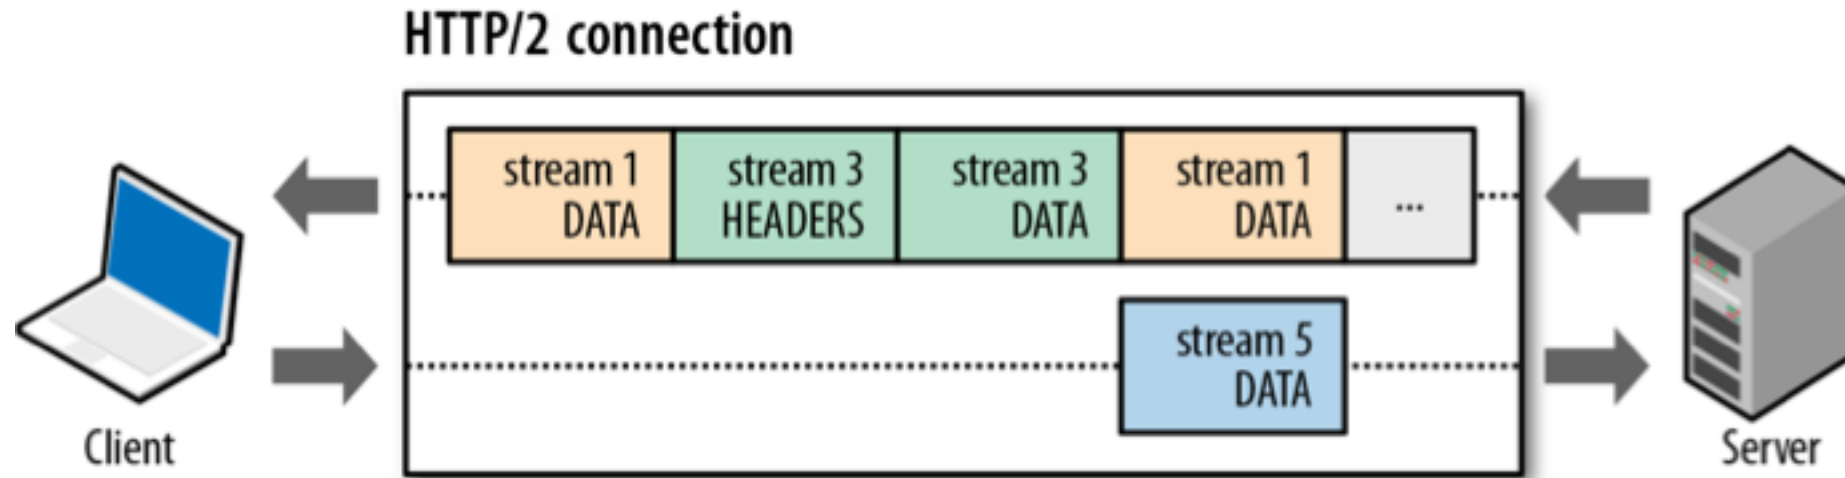 HTTP/2 connection
stream 1
DATA
stream 3
HEADERS
stream 3
DATA
stream 1
DATA
...
stream 5
DATA
Client
Server